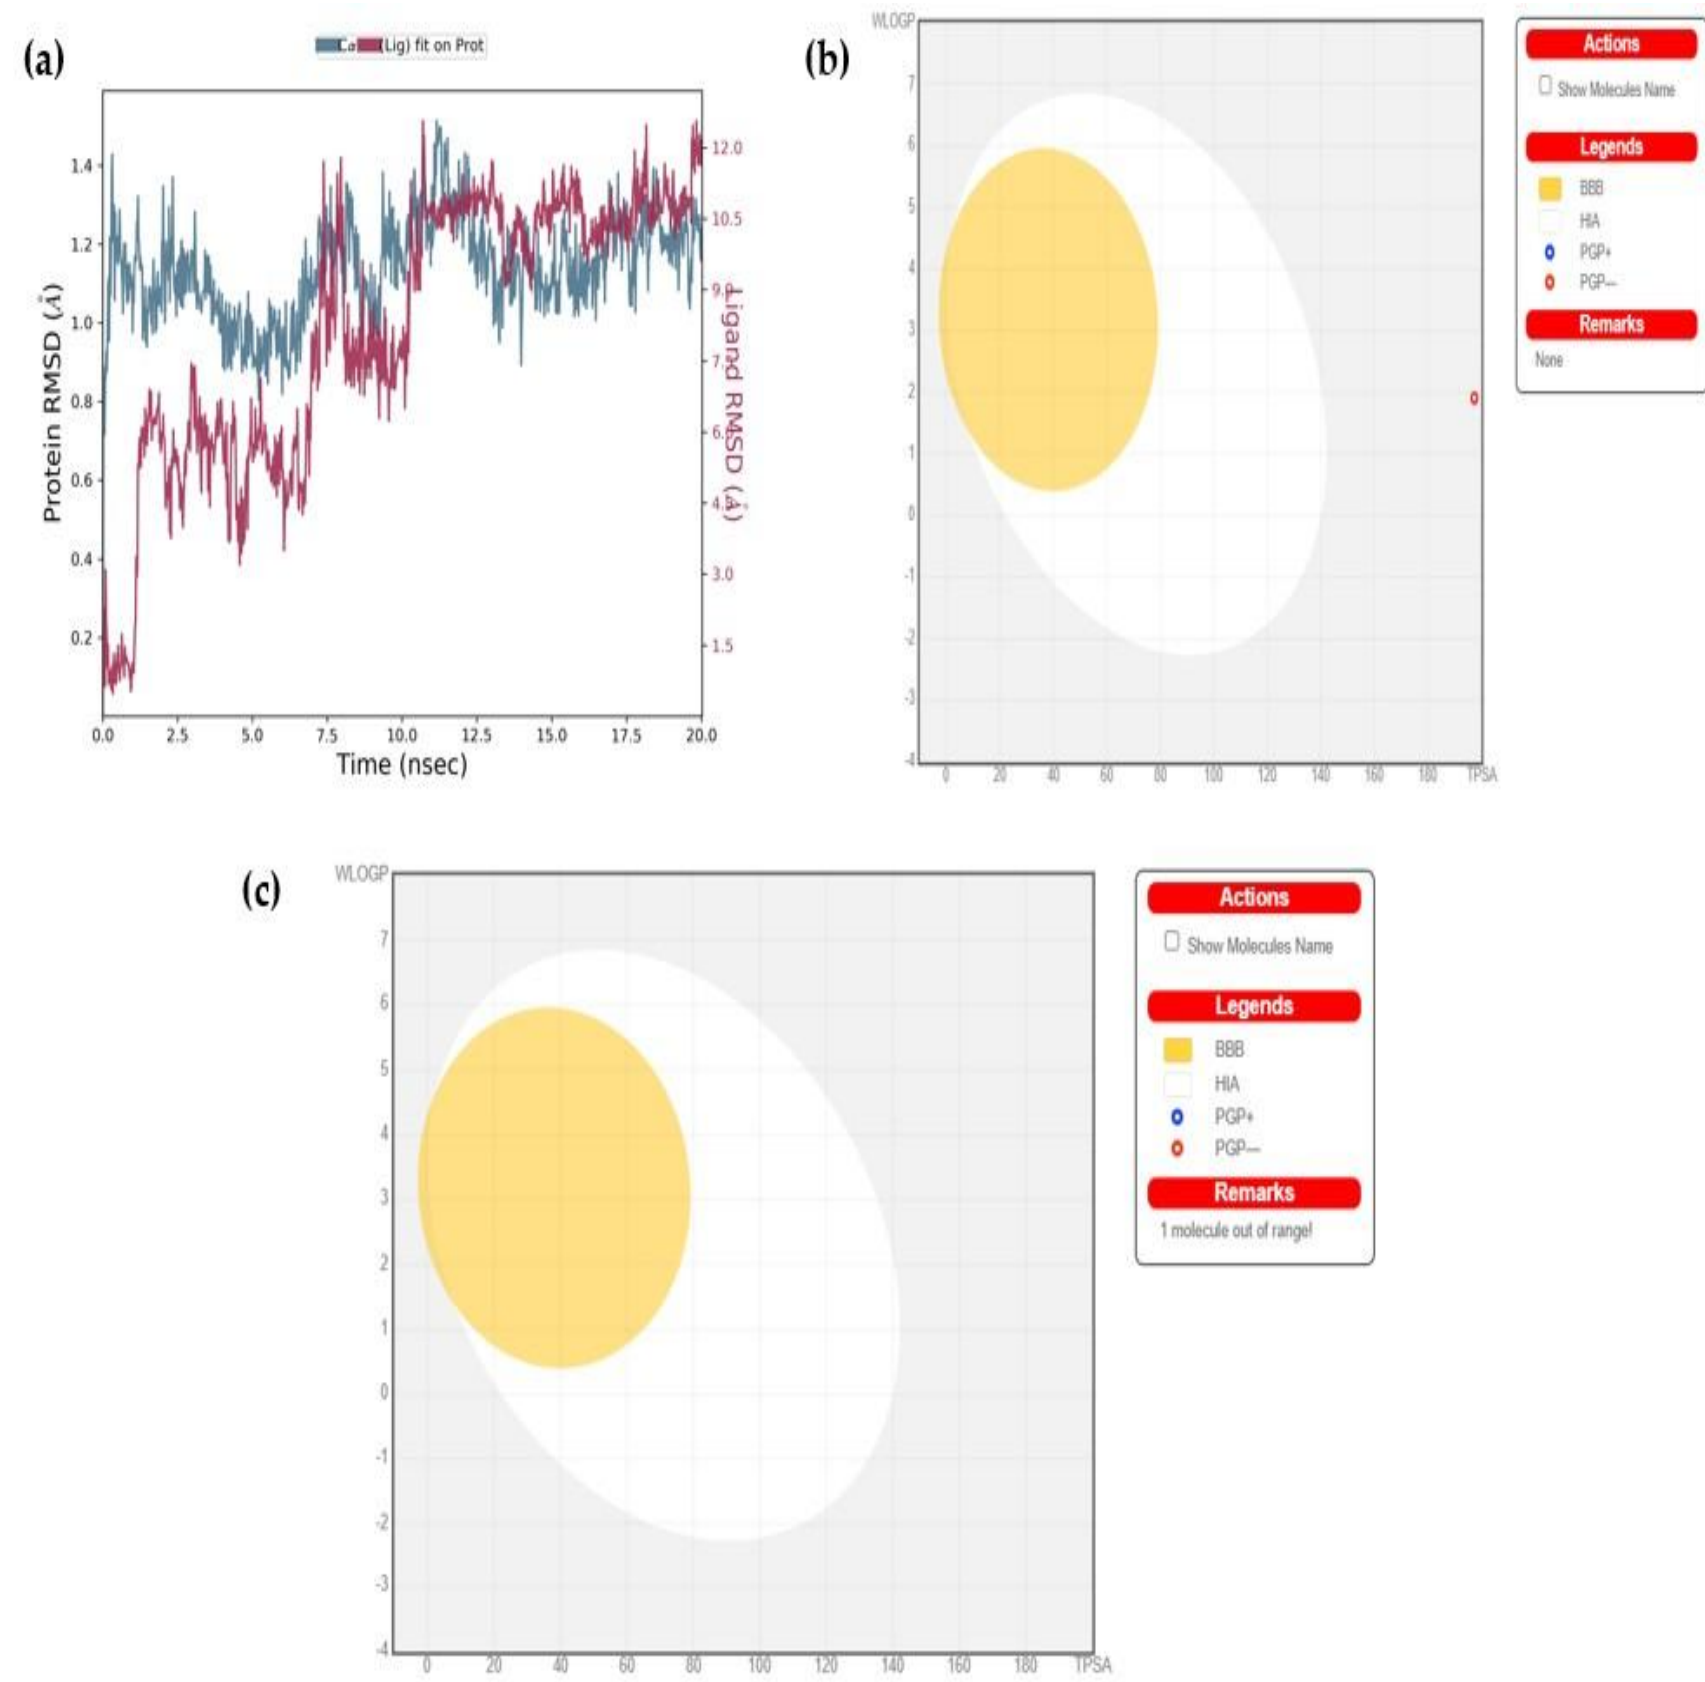 (a)
Cα (Lig) fit on Prot
Protein RMSD (Å)
1.4
1.2
1.0
0.8
0.6
0.4
0.2
12.0
10.5
9.0
7.
6.
4.
3.0
1.5
Ligand RMSD (Å)
0.0 2.5 5.0 7.5 10.0 12.5 15.0 17.5 20.0
Time (nsec)
(b)
WLOGP
7
6
5
4
3
2
1
0
-1
-2
-3
-4
0 20 40 60 80 100 120 140 160 180 TPSA
Actions
Show Molecules Name
Legends
BBB
HIA
PGP+
PGP—
Remarks
None
(c)
WLOGP
7
6
5
4
3
2
1
0
-1
-2
-3
-4
0 20 40 60 80 100 120 140 160 180 TPSA
Actions
Show Molecules Name
Legends
BBB
HIA
PGP+
PGP—
Remarks
1 molecule out of range!